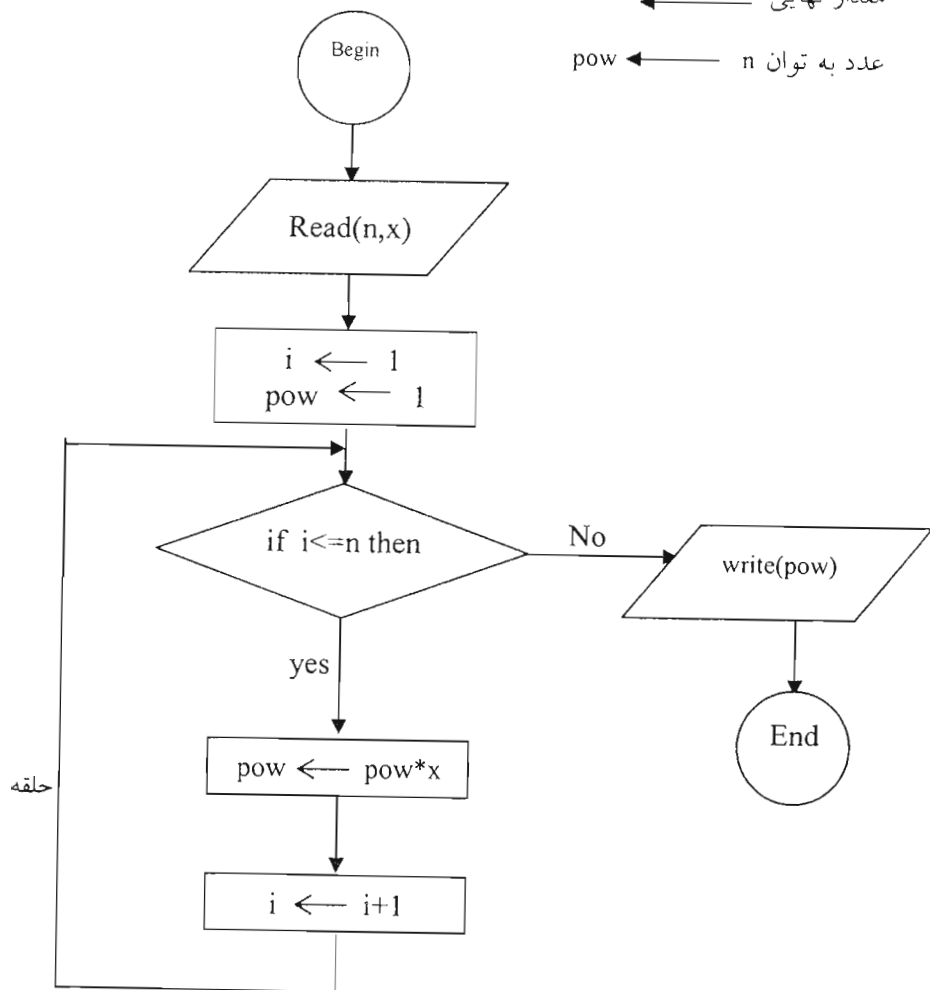 عدد به توان n ← pow
Begin
Read(n,x)
i ← 1
pow ← 1
if i<=n then
No
write(pow)
yes
End
pow ← pow*x
حلقه
i ← i+1